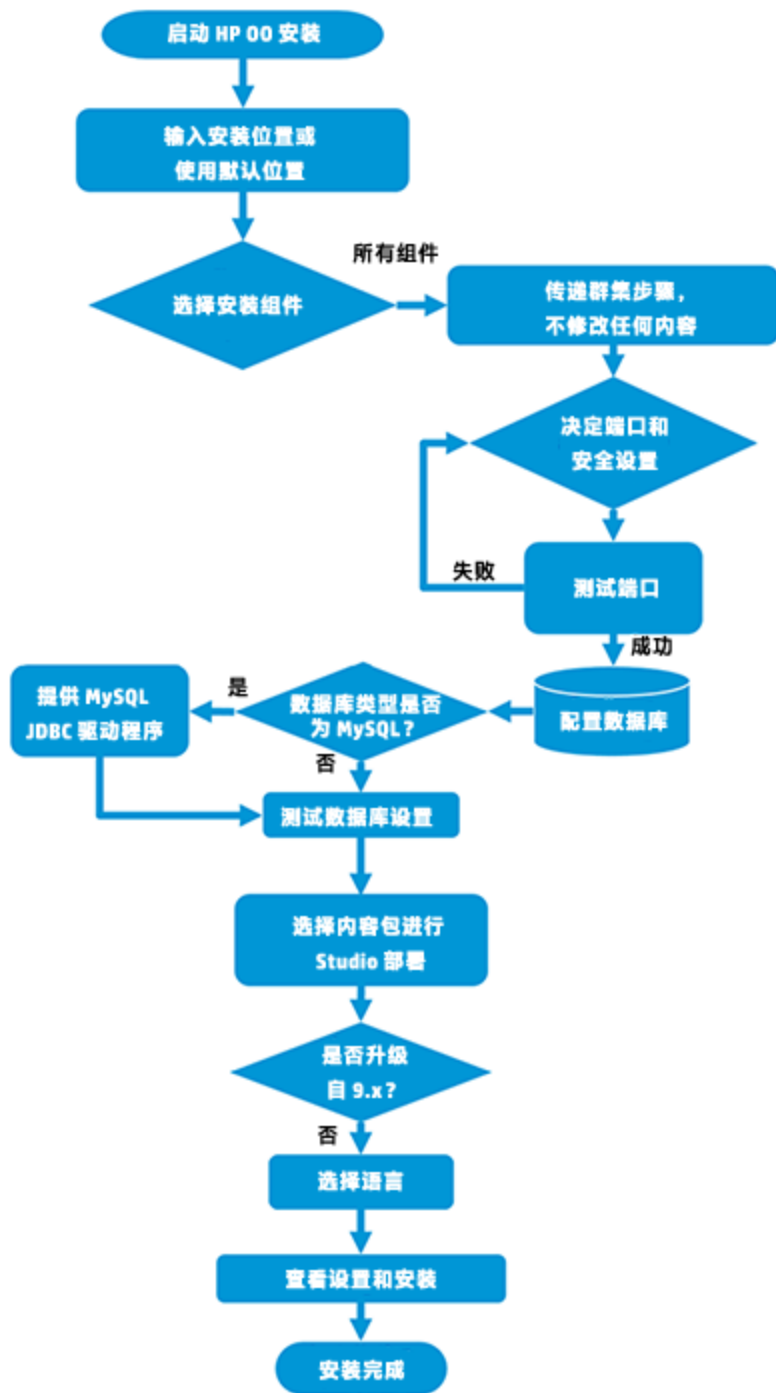 启动 HP OO 安装
输入安装位置或
使用默认位置
所有组件
选择安装组件
传递群集步骤，
不修改任何内容
决定端口和
安全设置
失败
测试端口
成功
提供 MySQL
JDBC 驱动程序
是
数据库类型是否
为 MySQL？
配置数据库
否
测试数据库设置
选择内容包进行
Studio 部署
是否升级
自 9.x？
否
选择语言
查看设置和安装
安装完成